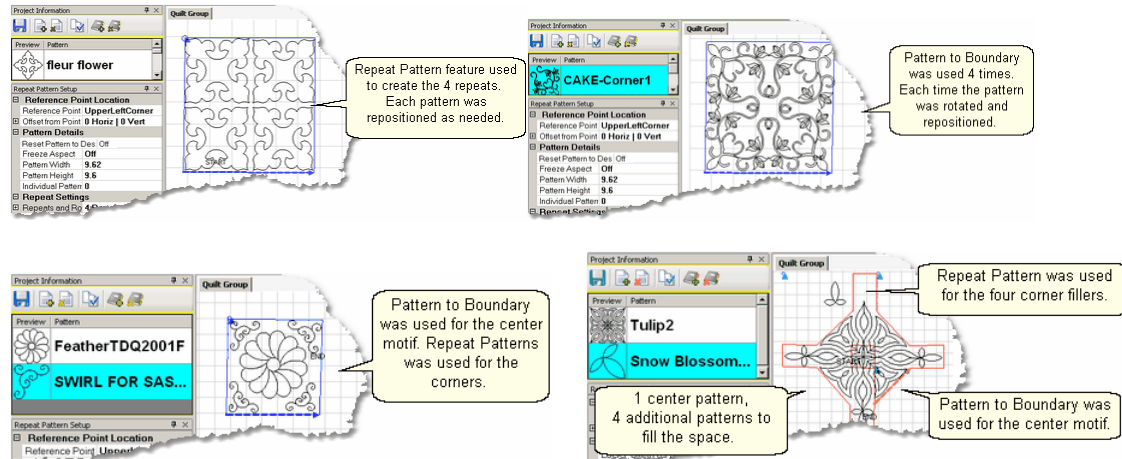 Project Information
Quilt Group
Preview Pattern
fleur flower
Repeat Pattern Setup
Reference Point Location
Reference Point UpperLeftCorner
Offset from Point 0 Horiz | 0 Vert
Pattern Details
Reset Pattern to Des Off
Freeze Aspect Off
Pattern Width 9.62
Pattern Height 9.6
Individual Pattern 0
Repeat Settings
Repeats and Ro
START
Repeat Pattern feature used
to create the 4 repeats.
Each pattern was
repositioned as needed.
Project Information
Quilt Group
Preview Pattern
CAKE-Corner1
Repeat Pattern Setup
Reference Point Location
Reference Point UpperLeftCorner
Offset from Point 0 Horiz | 0 Vert
Pattern Details
Reset Pattern to Des Off
Freeze Aspect Off
Pattern Width 9.62
Pattern Height 9.6
Individual Pattern 0
Repeat Settings
Pattern to Boundary
was used 4 times.
Each time the pattern
was rotated and
repositioned.
Project Information
Quilt Group
Preview Pattern
FeatherTDQ2001F
SWIRL FOR SAS...
Repeat Pattern Setup
Reference Point Location
Reference Point
END
Pattern to Boundary
was used for the center
motif. Repeat Patterns
was used for the
corners.
Project Information
Quilt Group
Preview Pattern
Tulip2
Snow Blossom...
START
Repeat Pattern was used
for the four corner fillers.
1 center pattern,
4 additional patterns to
fill the space.
Pattern to Boundary was
used for the center motif.